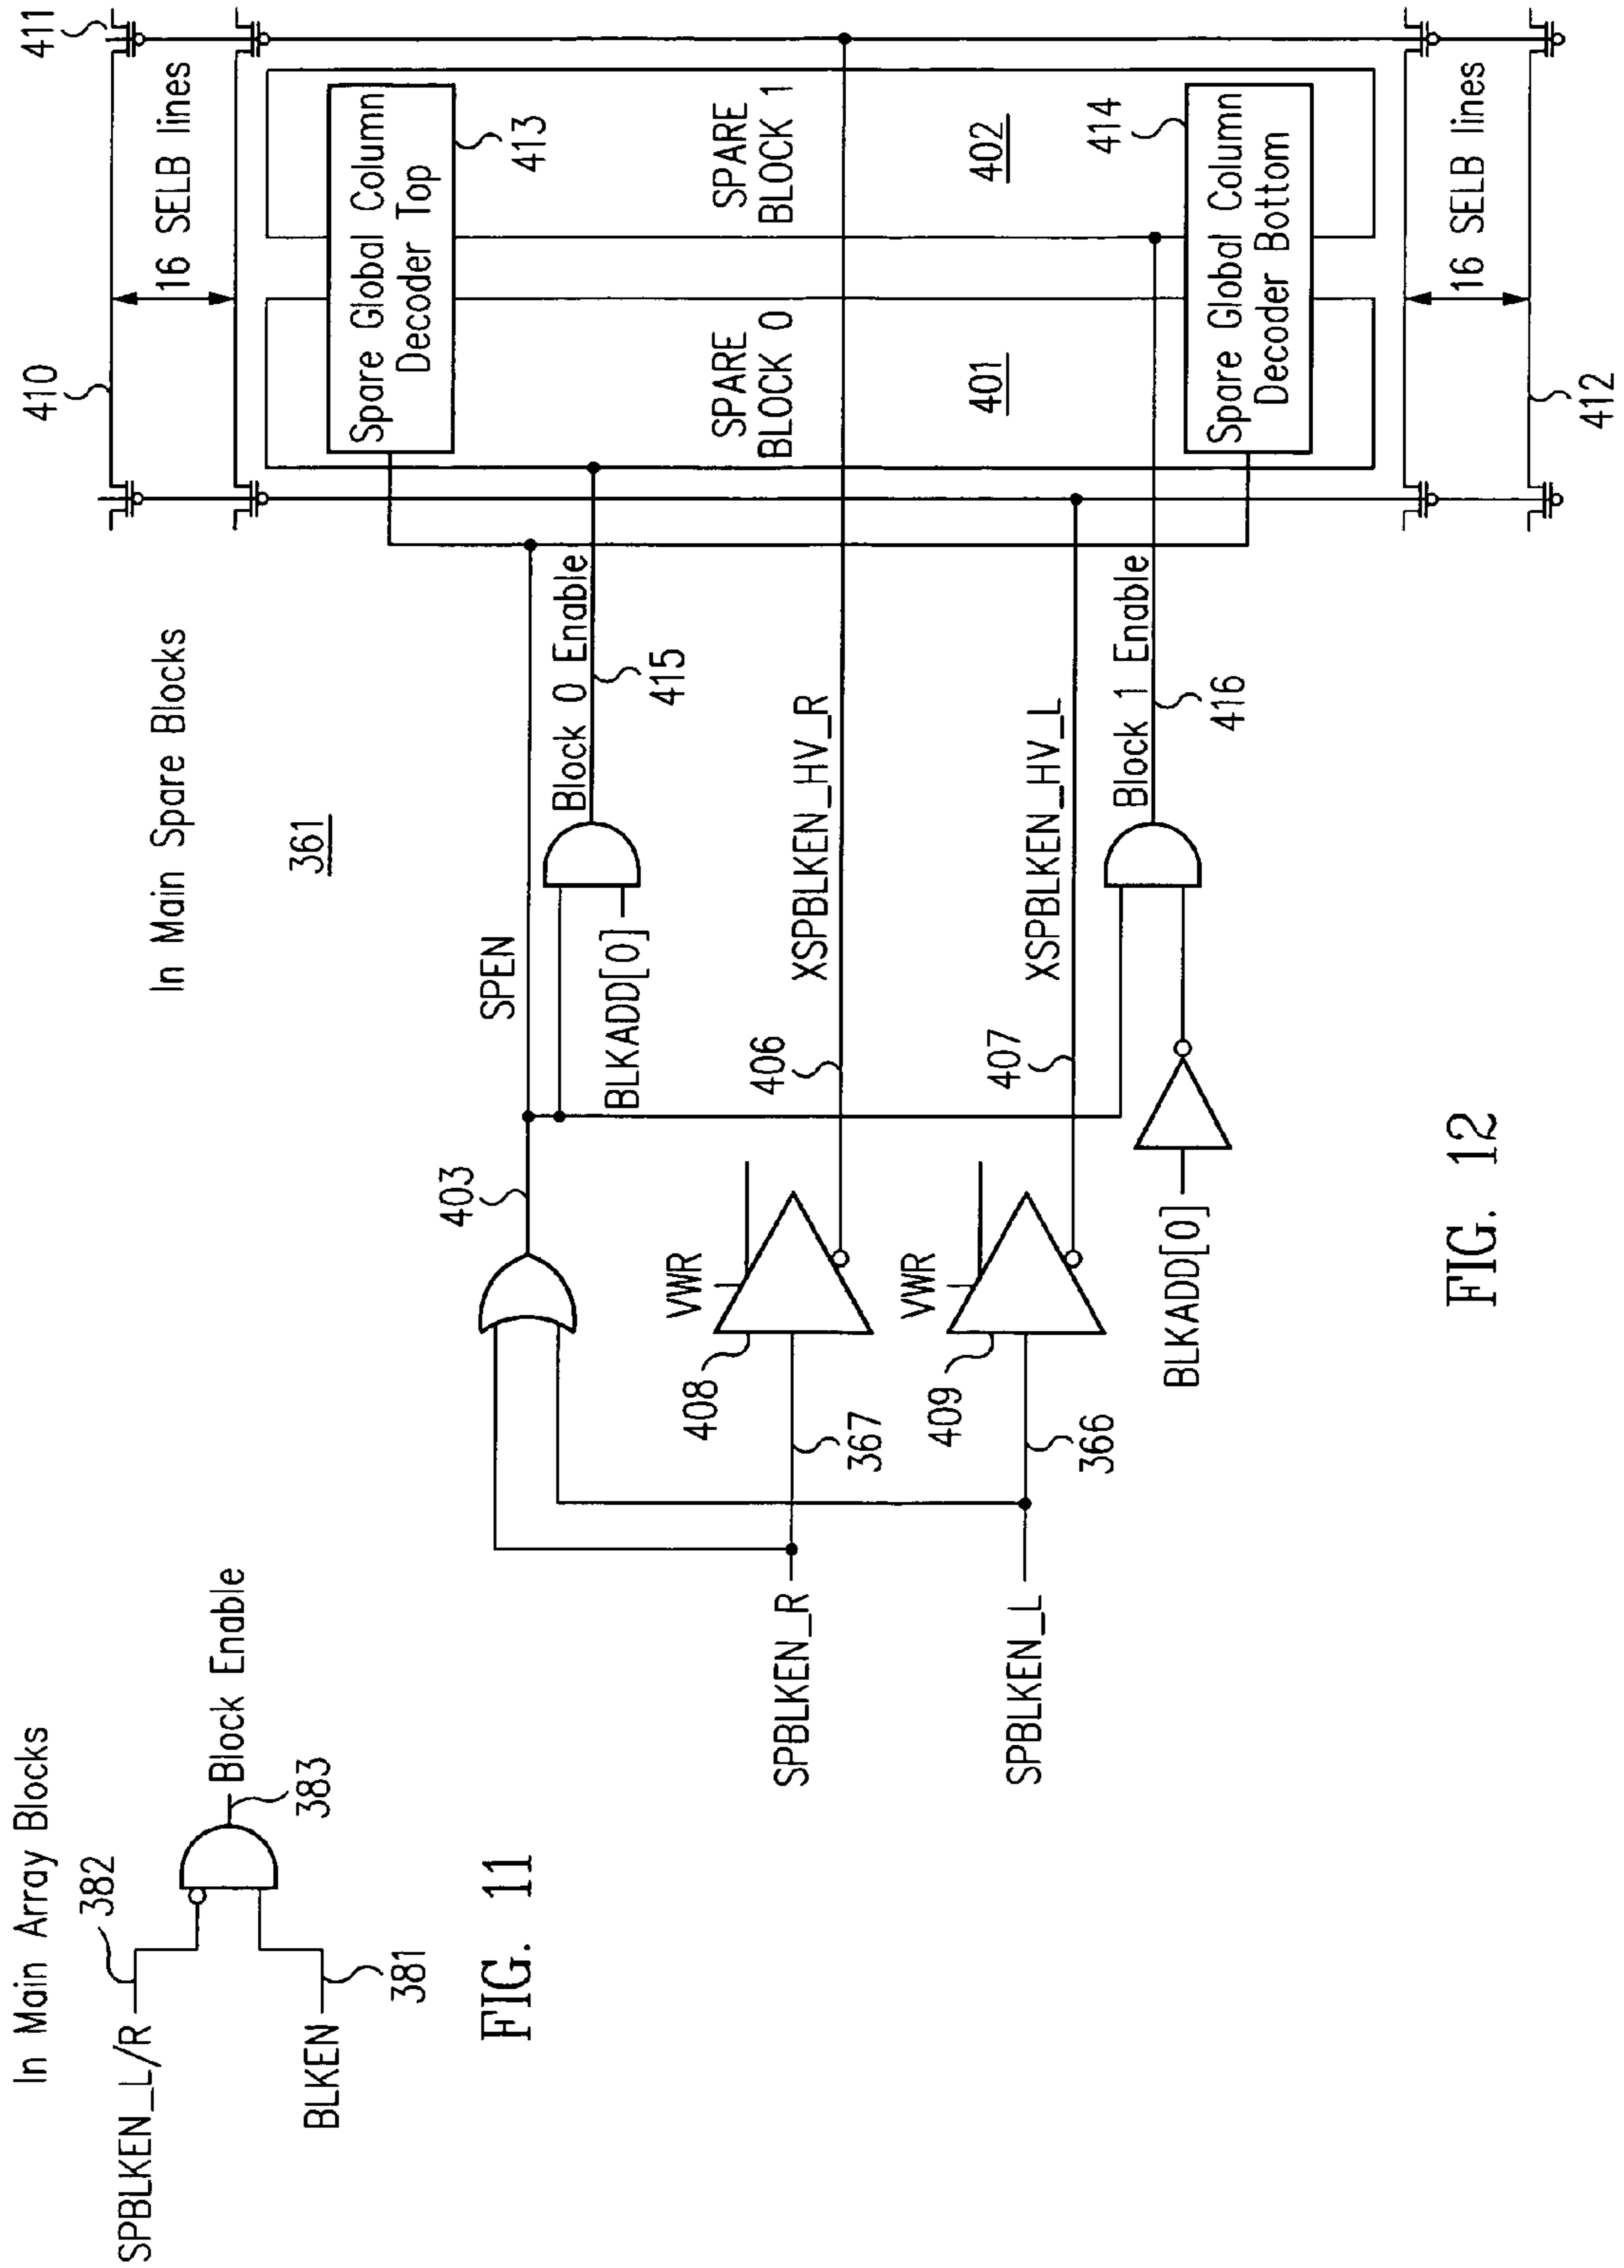 In Main Array Blocks
SPBLKEN_L/R
382
BLKEN
381
383
Block Enable
FIG. 11
In Main Spare Blocks
361
SPBLKEN_R
SPBLKEN_L
367
366
408
409
VWR
VWR
403
SPEN
BLKADD[0]
BLKADD[0]
406
407
XSPBLKEN_HV_R
XSPBLKEN_HV_L
Block 0 Enable
415
Block 1 Enable
416
410
411
16 SELB lines
Spare Global Column
Decoder Top
413
SPARE
BLOCK 0
401
SPARE
BLOCK 1
402
414
Spare Global Column
Decoder Bottom
16 SELB lines
412
FIG. 12